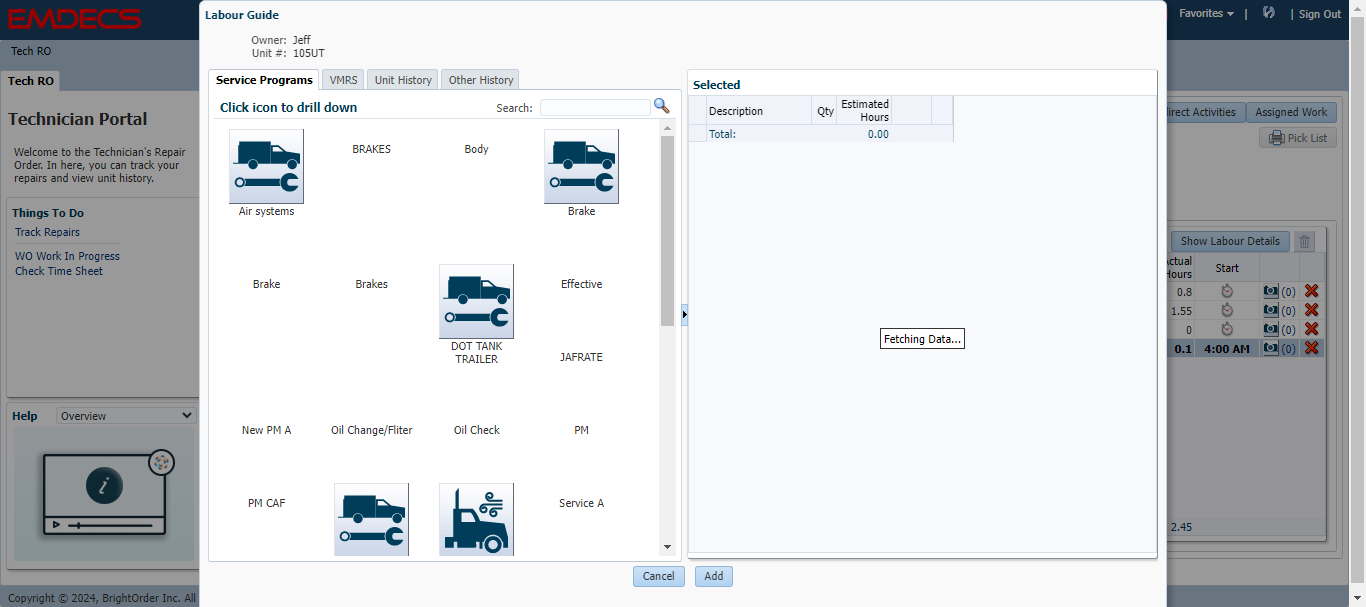 EMDECS
Favorites
|
| Sign Out
Tech RO
Tech RO
Technician Portal
Welcome to the Technician's Repair
Order. In here, you can track your
repairs and view unit history.
Things To Do
Track Repairs
WO Work In Progress
Check Time Sheet
Help
Overview
i
Copyright © 2024, BrightOrder Inc. All
Labour Guide
Owner: Jeff
Unit #: 105UT
Service Programs
VMRS
Unit History
Other History
Click icon to drill down
Search:
Air systems
BRAKES
Body
Brake
Brake
Brakes
DOT TANK
TRAILER
Effective
JAFRATE
New PM A
Oil Change/Fliter
Oil Check
PM
PM CAF
Service A
Selected
Description
Qty
Estimated
Hours
Total:
0.00
Fetching Data...
Cancel
Add
Activities
Assigned Work
Pick List
Show Labour Details
Hours
Start
0.8
(0)
1.55
(0)
0
(0)
0.1
4:00 AM
(0)
2.45